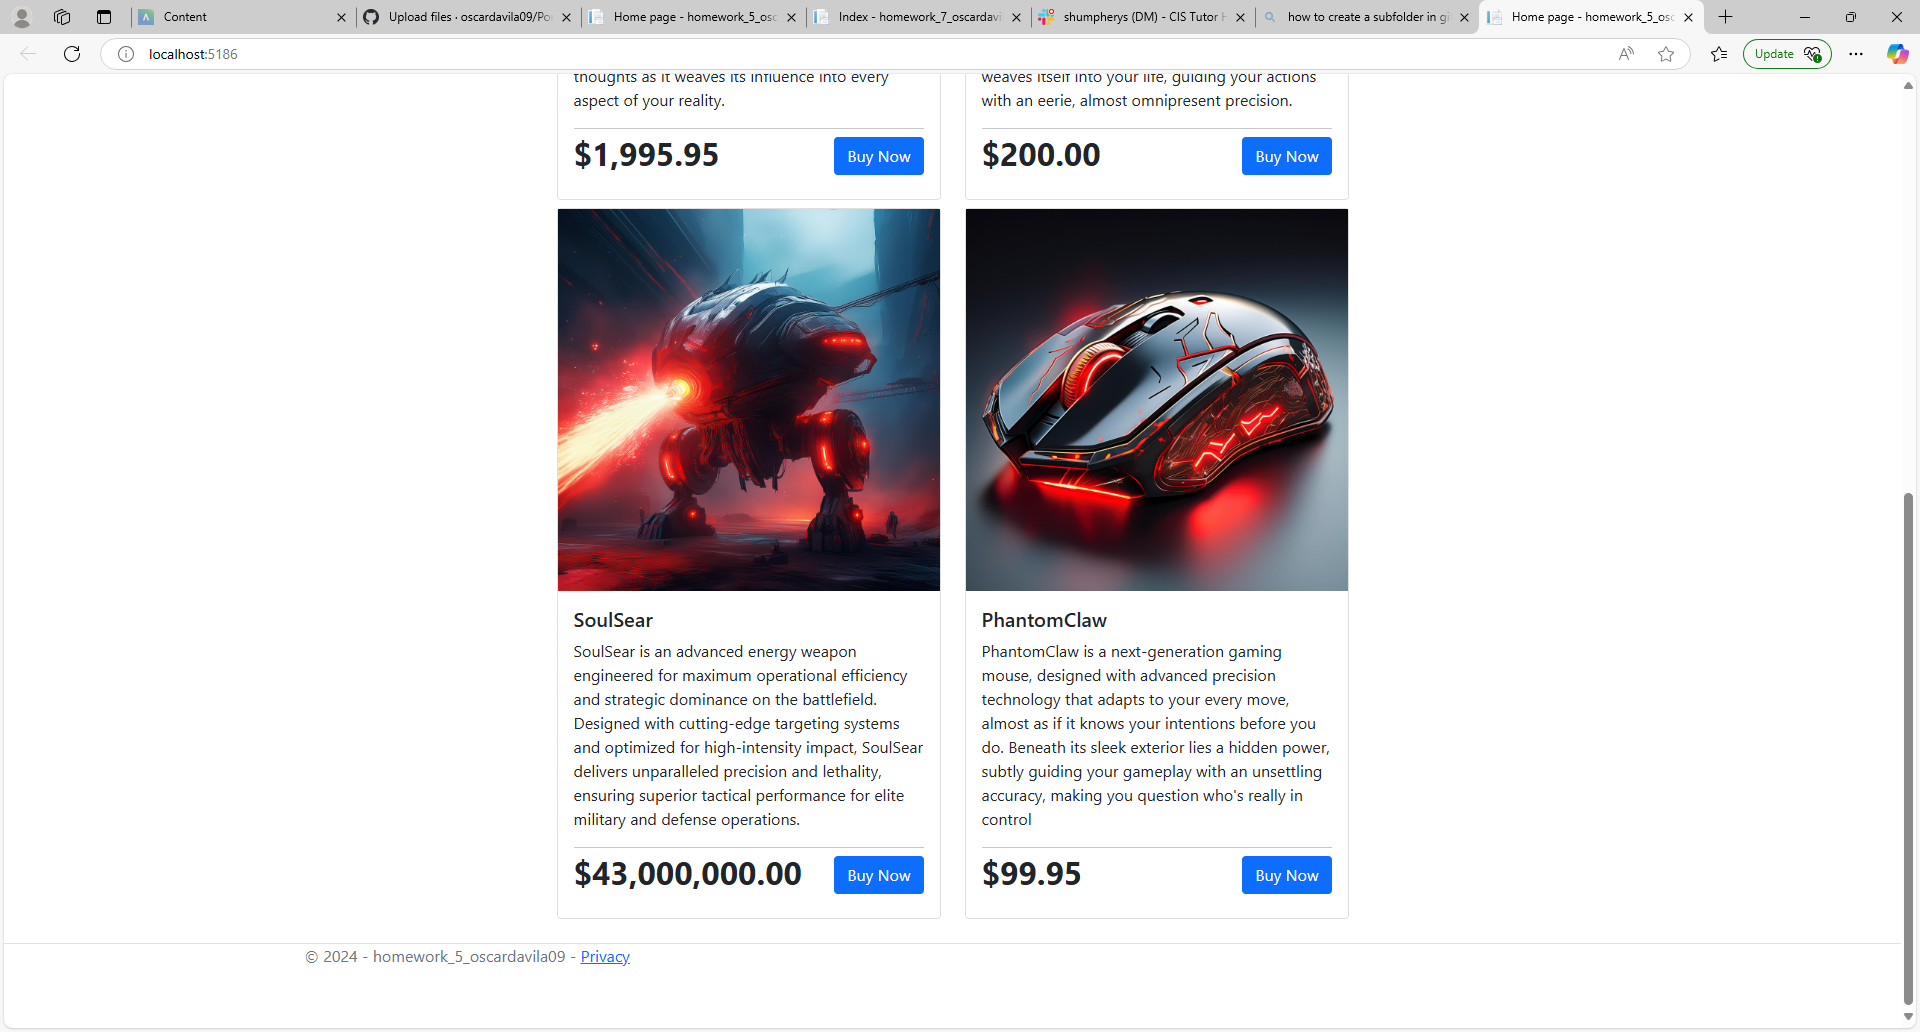 Content
Upload files · oscardavila09/Po
Home page - homework_5_osc
Index - homework_7_oscardavi
shumpherys (DM) - CIS Tutor H
how to create a subfolder in gi
Home page - homework_5_osc
localhost:5186
Update
thoughts as it weaves its influence into every
aspect of your reality.
$1,995.95
Buy Now
weaves itself into your life, guiding your actions
with an eerie, almost omnipresent precision.
$200.00
Buy Now
SoulSear
SoulSear is an advanced energy weapon
engineered for maximum operational efficiency
and strategic dominance on the battlefield.
Designed with cutting-edge targeting systems
and optimized for high-intensity impact, SoulSear
delivers unparalleled precision and lethality,
ensuring superior tactical performance for elite
military and defense operations.
$43,000,000.00
Buy Now
PhantomClaw
PhantomClaw is a next-generation gaming
mouse, designed with advanced precision
technology that adapts to your every move,
almost as if it knows your intentions before you
do. Beneath its sleek exterior lies a hidden power,
subtly guiding your gameplay with an unsettling
accuracy, making you question who's really in
control
$99.95
Buy Now
© 2024 - homework_5_oscardavila09 - Privacy